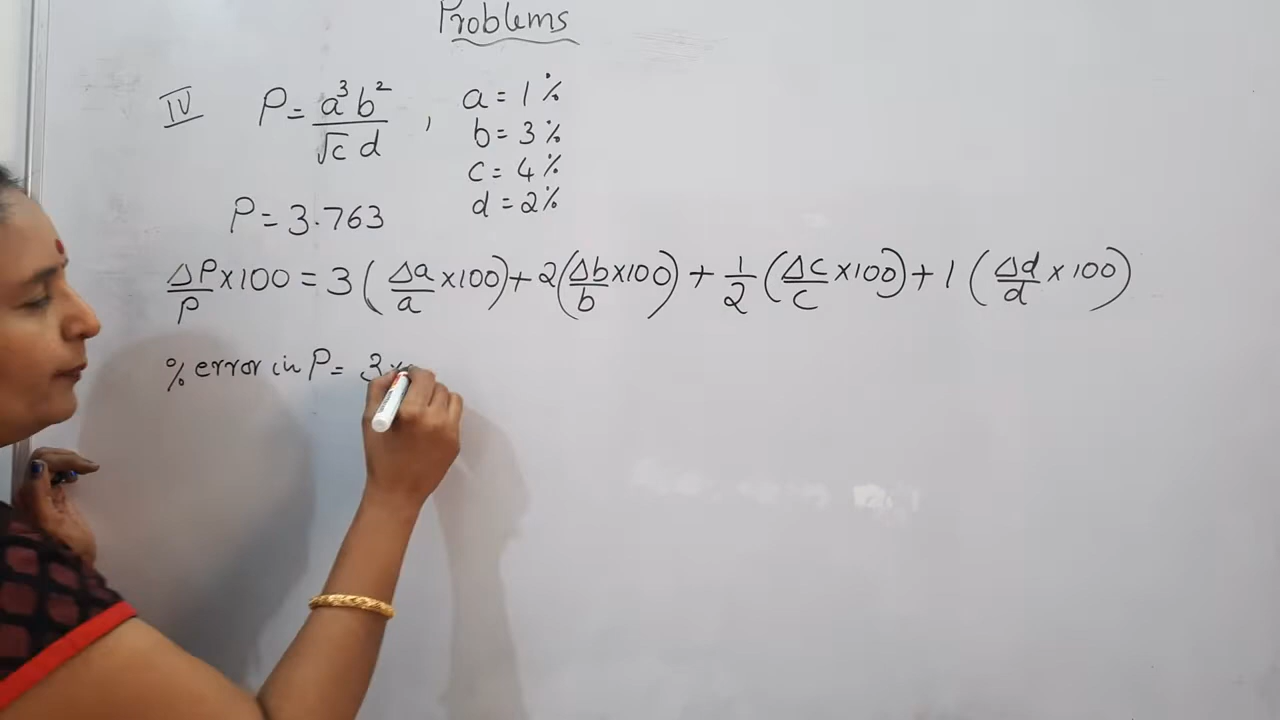 Problems
IV P = a³b² / √c d , a = 1%
b = 3%
c = 4%
d = 2%
P = 3.763
ΔP/P × 100 = 3 (Δa/a × 100) + 2 (Δb/b × 100) + 1/2 (Δc/c × 100) + 1 (Δd/d × 100)
% error in P = 3 ×